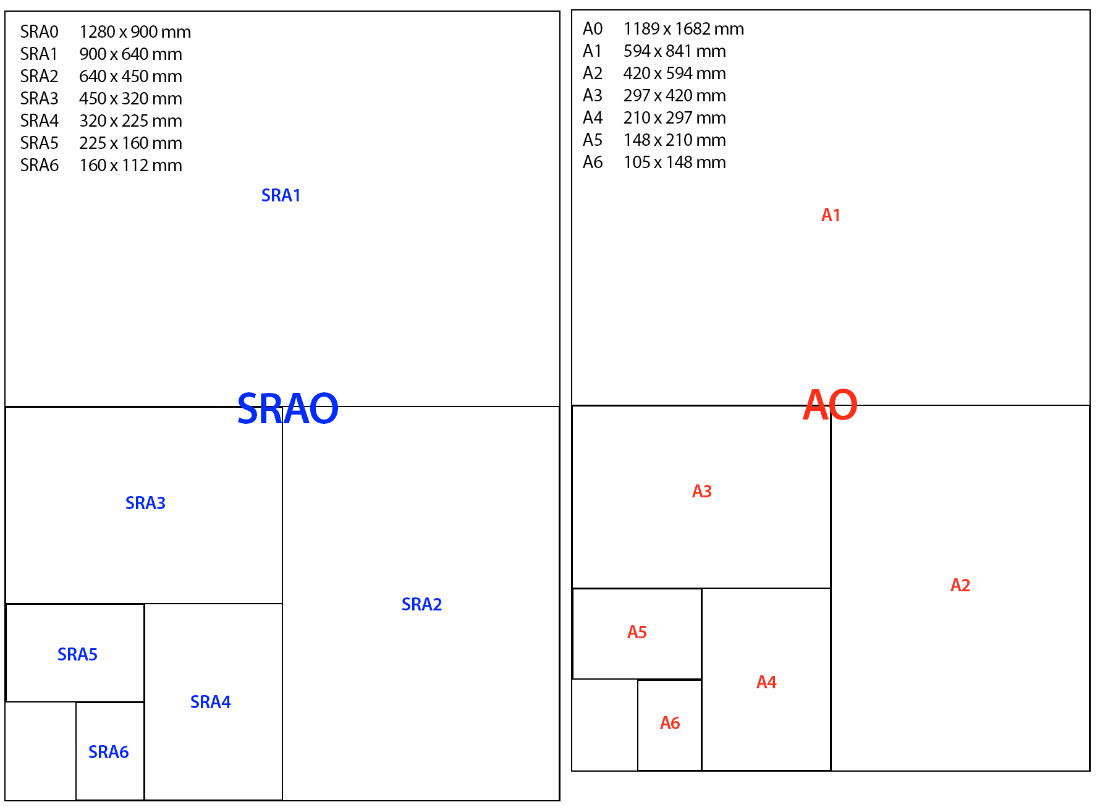 SRA0 1280 x 900 mm
SRA1 900 x 640 mm
SRA2 640 x 450 mm
SRA3 450 x 320 mm
SRA4 320 x 225 mm
SRA5 225 x 160 mm
SRA6 160 x 112 mm
SRA1
SRAO
SRA3
SRA2
SRA5
SRA4
SRA6
A0 1189 x 1682 mm
A1 594 x 841 mm
A2 420 x 594 mm
A3 297 x 420 mm
A4 210 x 297 mm
A5 148 x 210 mm
A6 105 x 148 mm
A1
AO
A3
A2
A5
A4
A6